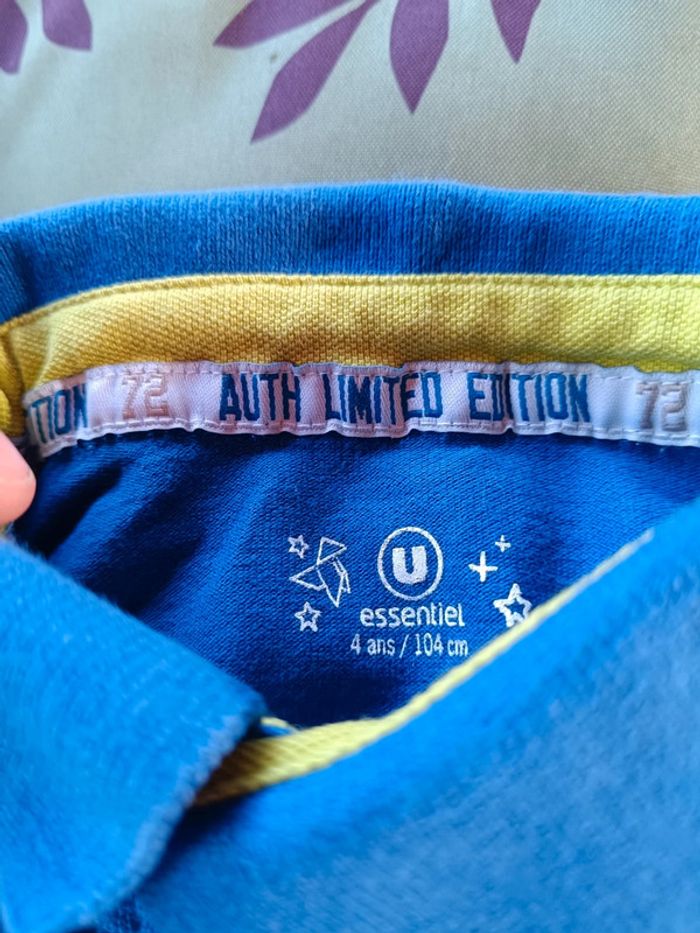 TION 72 AUTH LIMITED EDITION 72
U
essentiel
4 ans / 104 cm